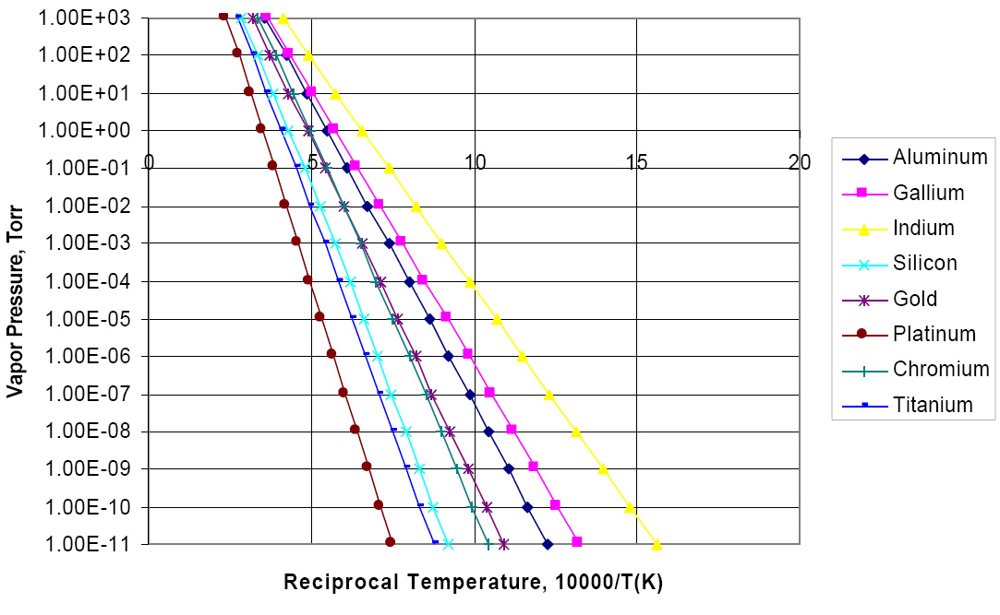 1.00E+03
1.00E+02
1.00E+01
1.00E+00
0 5 10 15 20
1.00E-01
1.00E-02
1.00E-03
1.00E-04
1.00E-05
1.00E-06
1.00E-07
1.00E-08
1.00E-09
1.00E-10
1.00E-11
Vapor Pressure, Torr
Reciprocal Temperature, 10000/T(K)
Aluminum
Gallium
Indium
Silicon
Gold
Platinum
Chromium
Titanium